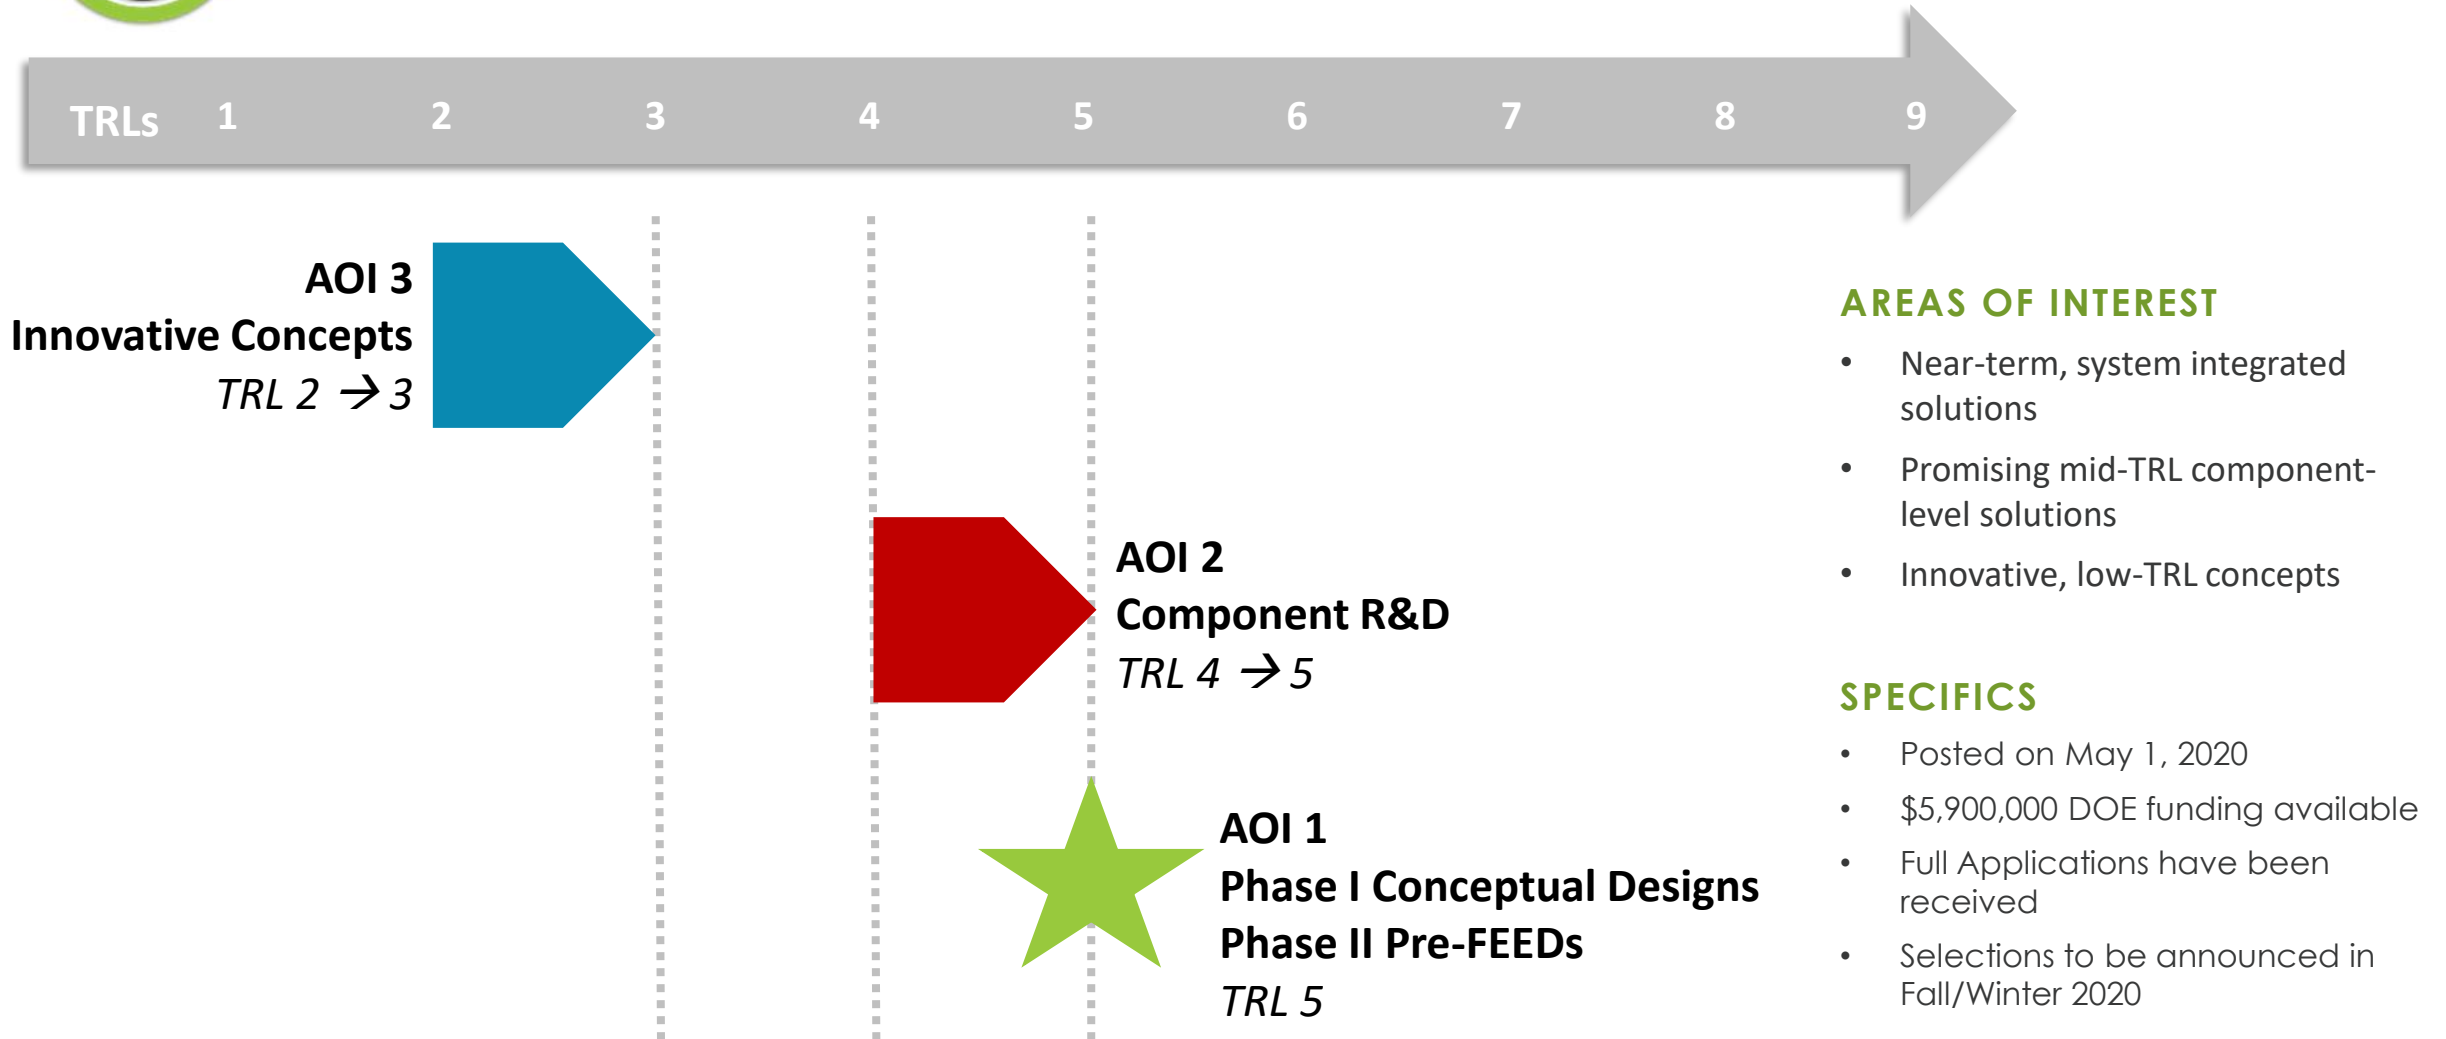 TRLs 1 2 3 4 5 6 7 8 9
AOI 3
Innovative Concepts
TRL 2 → 3
AOI 2
Component R&D
TRL 4 → 5
AOI 1
Phase I Conceptual Designs
Phase II Pre-FEEDs
TRL 5
AREAS OF INTEREST
• Near-term, system integrated
solutions
• Promising mid-TRL component-
level solutions
• Innovative, low-TRL concepts
SPECIFICS
• Posted on May 1, 2020
• $5,900,000 DOE funding available
• Full Applications have been
received
• Selections to be announced in
Fall/Winter 2020